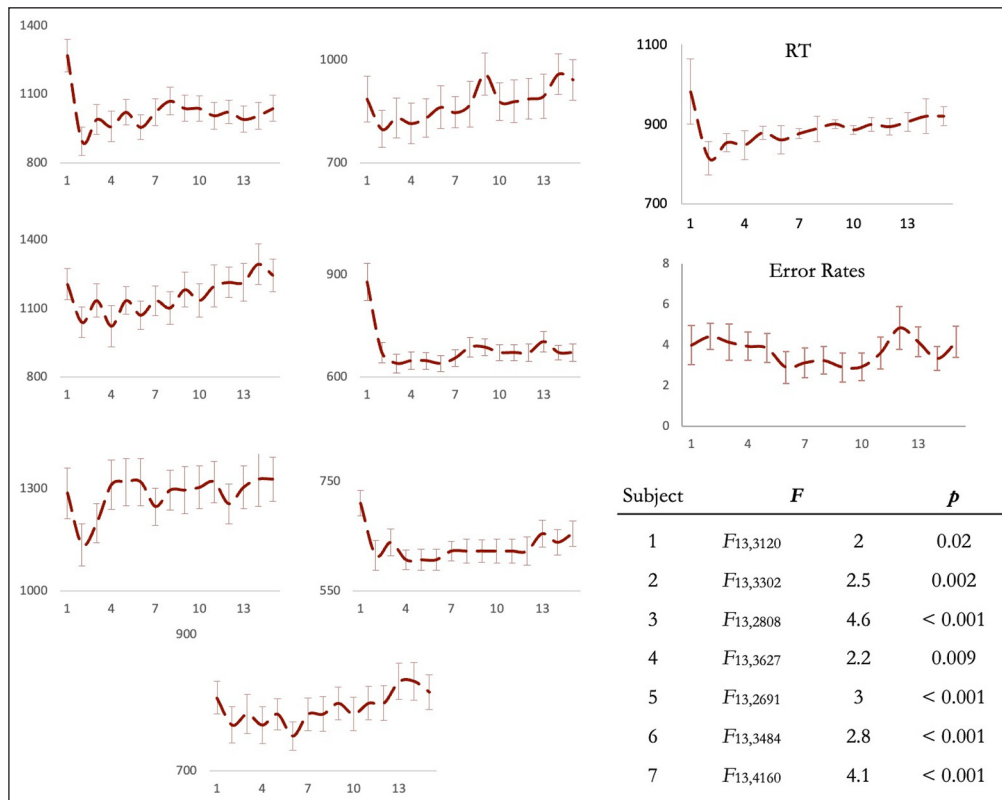 1400
1100
800
1 4 7 10 13
1000
700
1 4 7 10 13
RT
1100
900
700
1 4 7 10 13
1400
1100
800
1 4 7 10 13
900
600
1 4 7 10 13
Error Rates
8
6
4
2
0
1 4 7 10 13
1300
1000
1 4 7 10 13
750
550
1 4 7 10 13
900
700
1 4 7 10 13
Subject F p
1 F13,3120 2 0.02
2 F13,3302 2.5 0.002
3 F13,2808 4.6 < 0.001
4 F13,3627 2.2 0.009
5 F13,2691 3 < 0.001
6 F13,3484 2.8 < 0.001
7 F13,4160 4.1 < 0.001